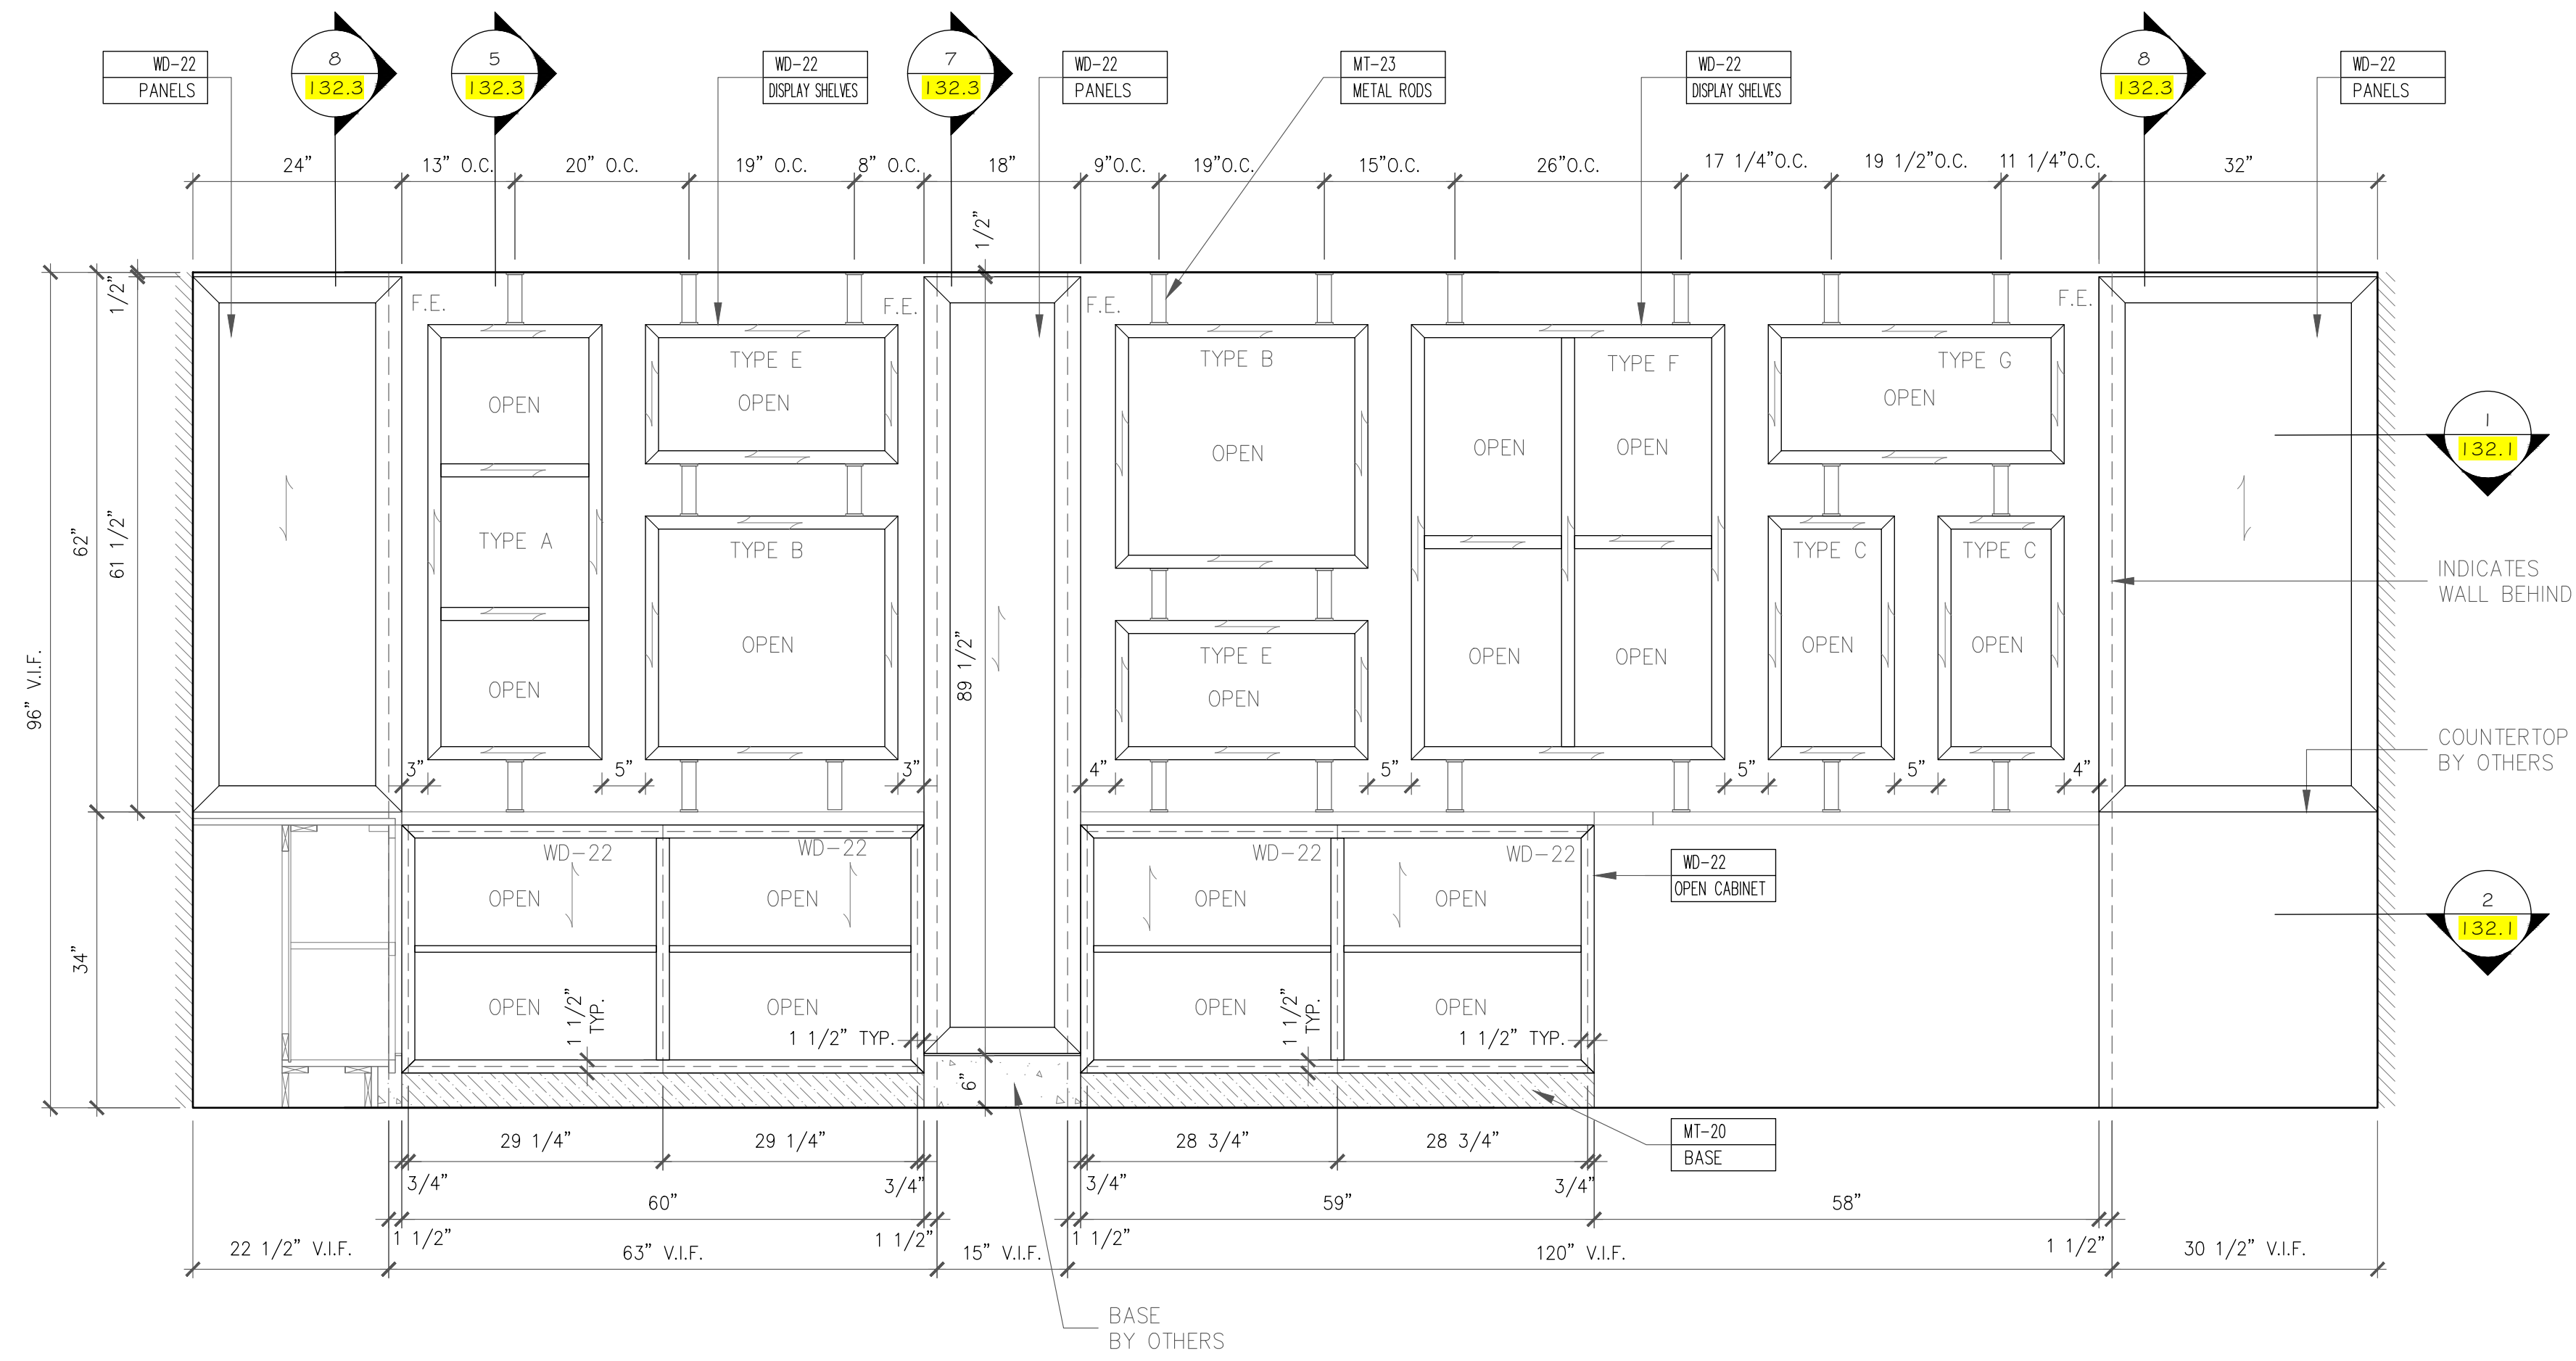 WD-22
PANELS
8
132.3
5
132.3
WD-22
DISPLAY SHELVES
7
132.3
WD-22
PANELS
MT-23
METAL RODS
WD-22
DISPLAY SHELVES
8
132.3
WD-22
PANELS
24"
13" O.C.
20" O.C.
19" O.C.
8" O.C.
18"
9"O.C.
19"O.C.
15"O.C.
26"O.C.
17 1/4"O.C.
19 1/2"O.C.
11 1/4"O.C.
32"
1/2"
1/2"
F.E.
F.E.
F.E.
F.E.
OPEN
TYPE A
OPEN
TYPE E
OPEN
TYPE B
OPEN
TYPE B
OPEN
TYPE E
OPEN
TYPE F
OPEN
OPEN
OPEN
OPEN
TYPE G
OPEN
TYPE C
OPEN
TYPE C
OPEN
1
132.1
INDICATES
WALL BEHIND
COUNTERTOP
BY OTHERS
96" V.I.F.
62"
61 1/2"
34"
89 1/2"
3"
5"
3"
4"
5"
5"
5"
4"
WD-22
WD-22
OPEN
OPEN
OPEN
OPEN
1 1/2"
TYP.
1 1/2" TYP.
6"
WD-22
WD-22
OPEN
OPEN
OPEN
OPEN
1 1/2"
TYP.
1 1/2" TYP.
WD-22
OPEN CABINET
2
132.1
MT-20
BASE
29 1/4"
29 1/4"
28 3/4"
28 3/4"
3/4"
3/4"
3/4"
3/4"
60"
59"
58"
1 1/2"
1 1/2"
1 1/2"
1 1/2"
22 1/2" V.I.F.
63" V.I.F.
15" V.I.F.
120" V.I.F.
30 1/2" V.I.F.
BASE
BY OTHERS